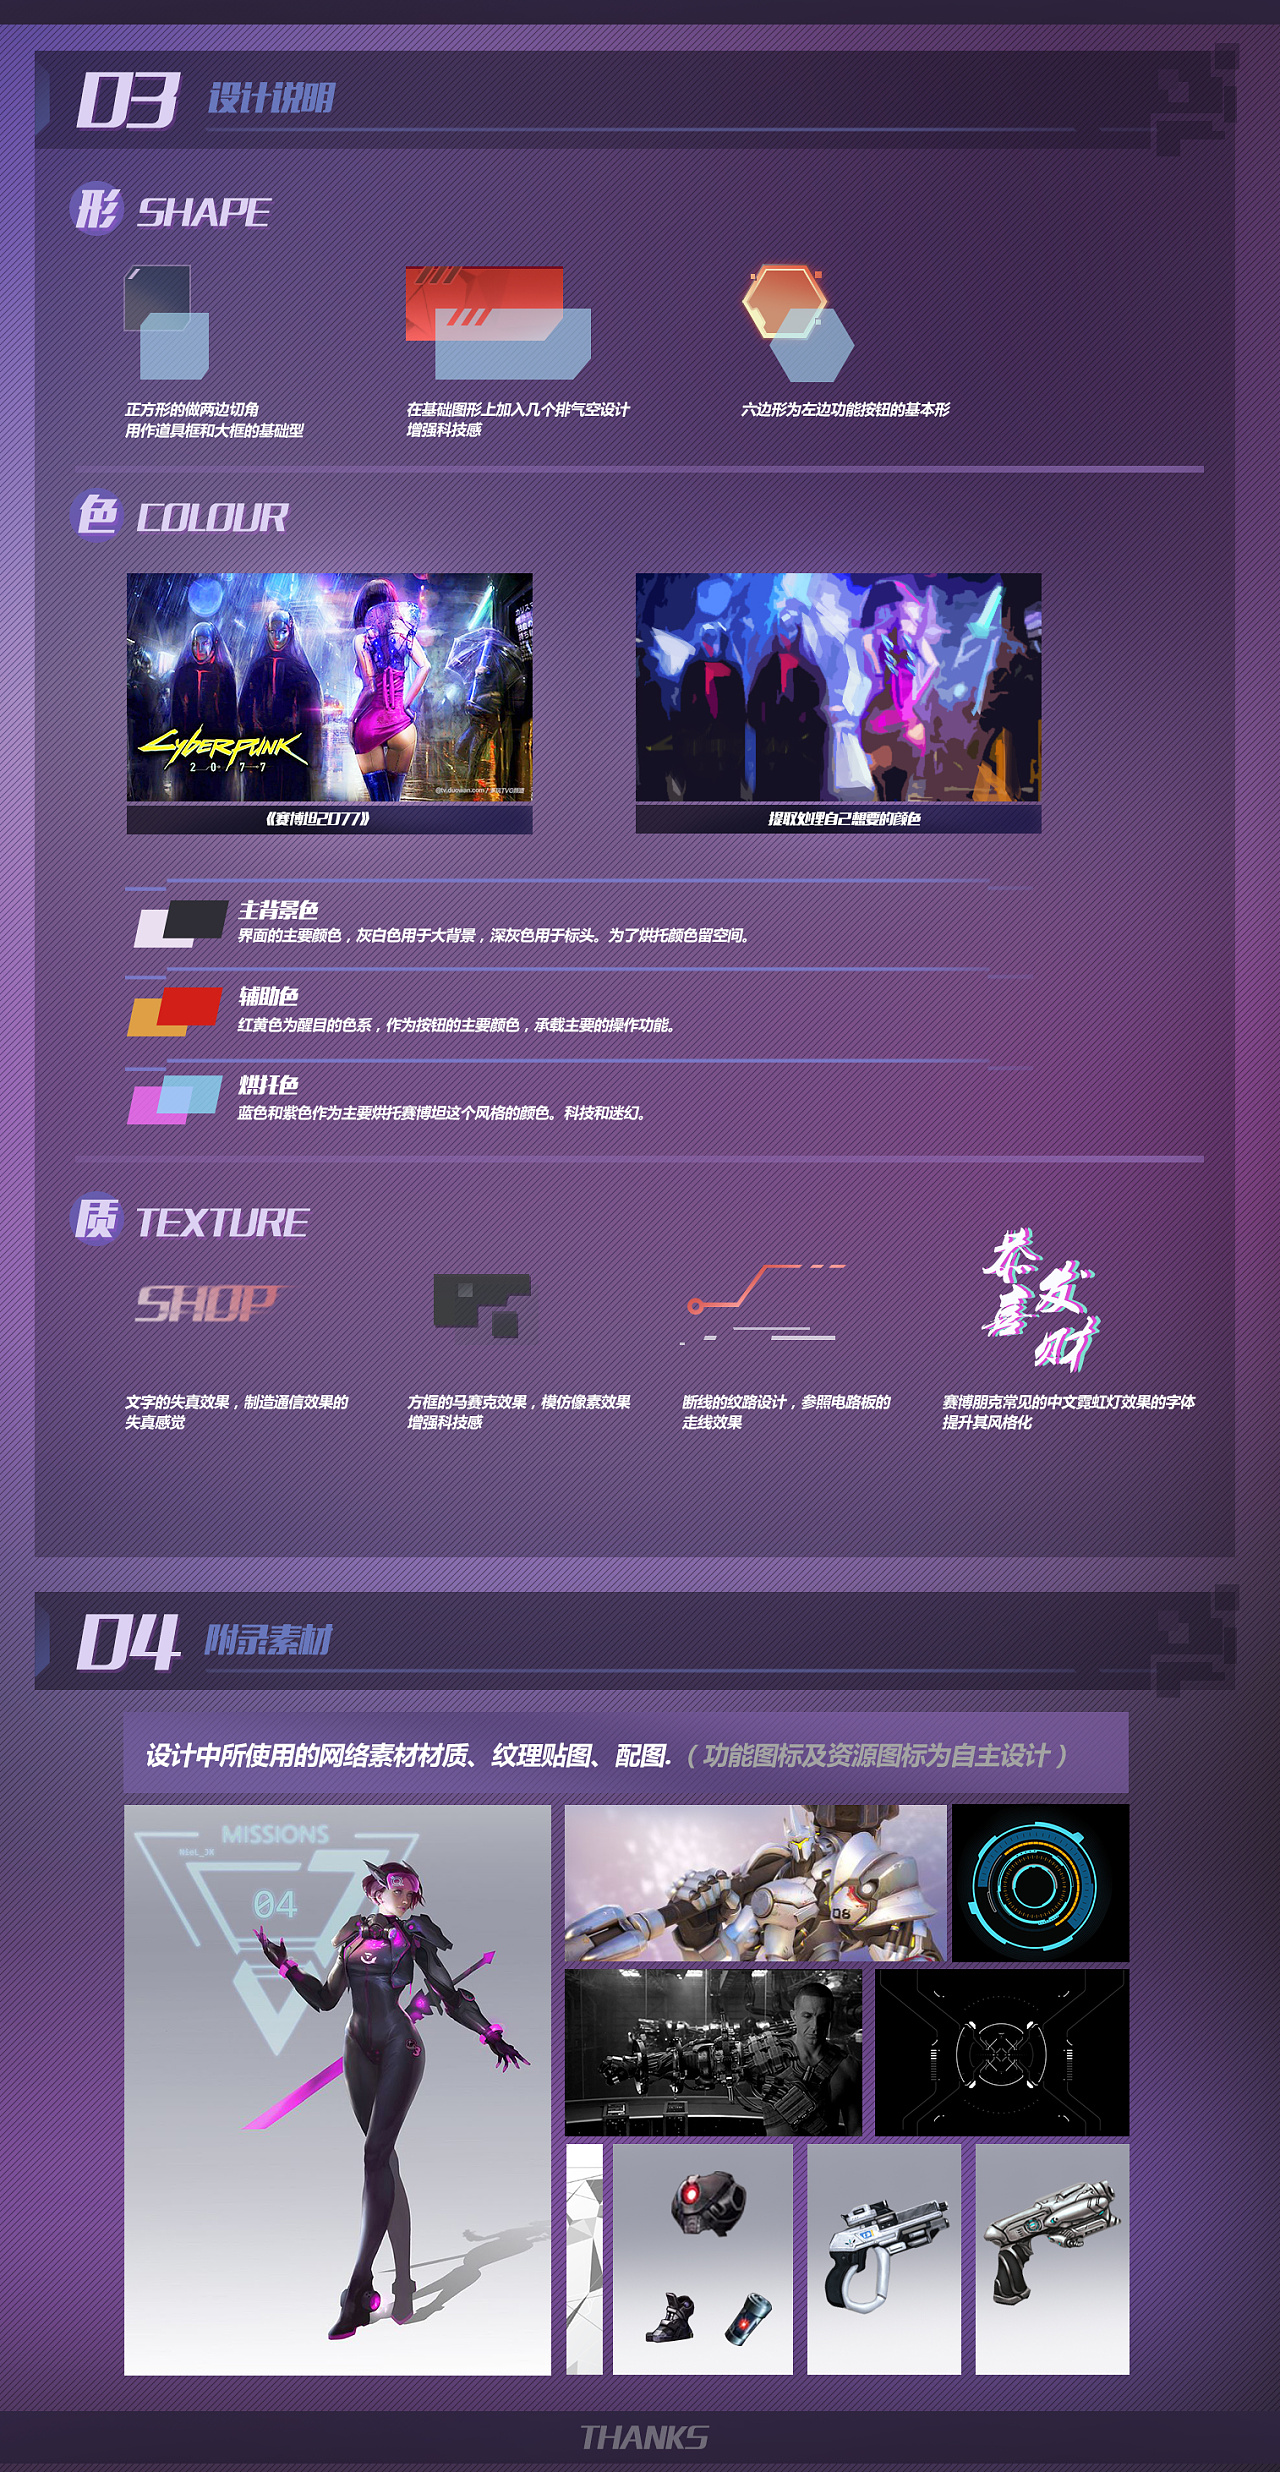 03 设计说明
形 SHAPE
正方形的做两边切角
用作道具框和大框的基础型
在基础图形上加入几个排气空设计
增强科技感
六边形为左边功能按钮的基本形
色 COLOUR
CYBERPUNK
2077
《赛博坦2077》
提取处理自己想要的颜色
主背景色
界面的主要颜色，灰白色用于大背景，深灰色用于标头。为了烘托颜色留空间。
辅助色
红黄色为醒目的色系，作为按钮的主要颜色，承载主要的操作功能。
烘托色
蓝色和紫色作为主要烘托赛博坦这个风格的颜色。科技和迷幻。
质 TEXTURE
SHOP
恭喜
发财
文字的失真效果，制造通信效果的
失真感觉
方框的马赛克效果，模仿像素效果
增强科技感
断线的纹路设计，参照电路板的
走线效果
赛博朋克常见的中文霓虹灯效果的字体
提升其风格化
04 附录素材
设计中所使用的网络素材材质、纹理贴图、配图.（功能图标及资源图标为自主设计）
MISSIONS
04
08
THANKS